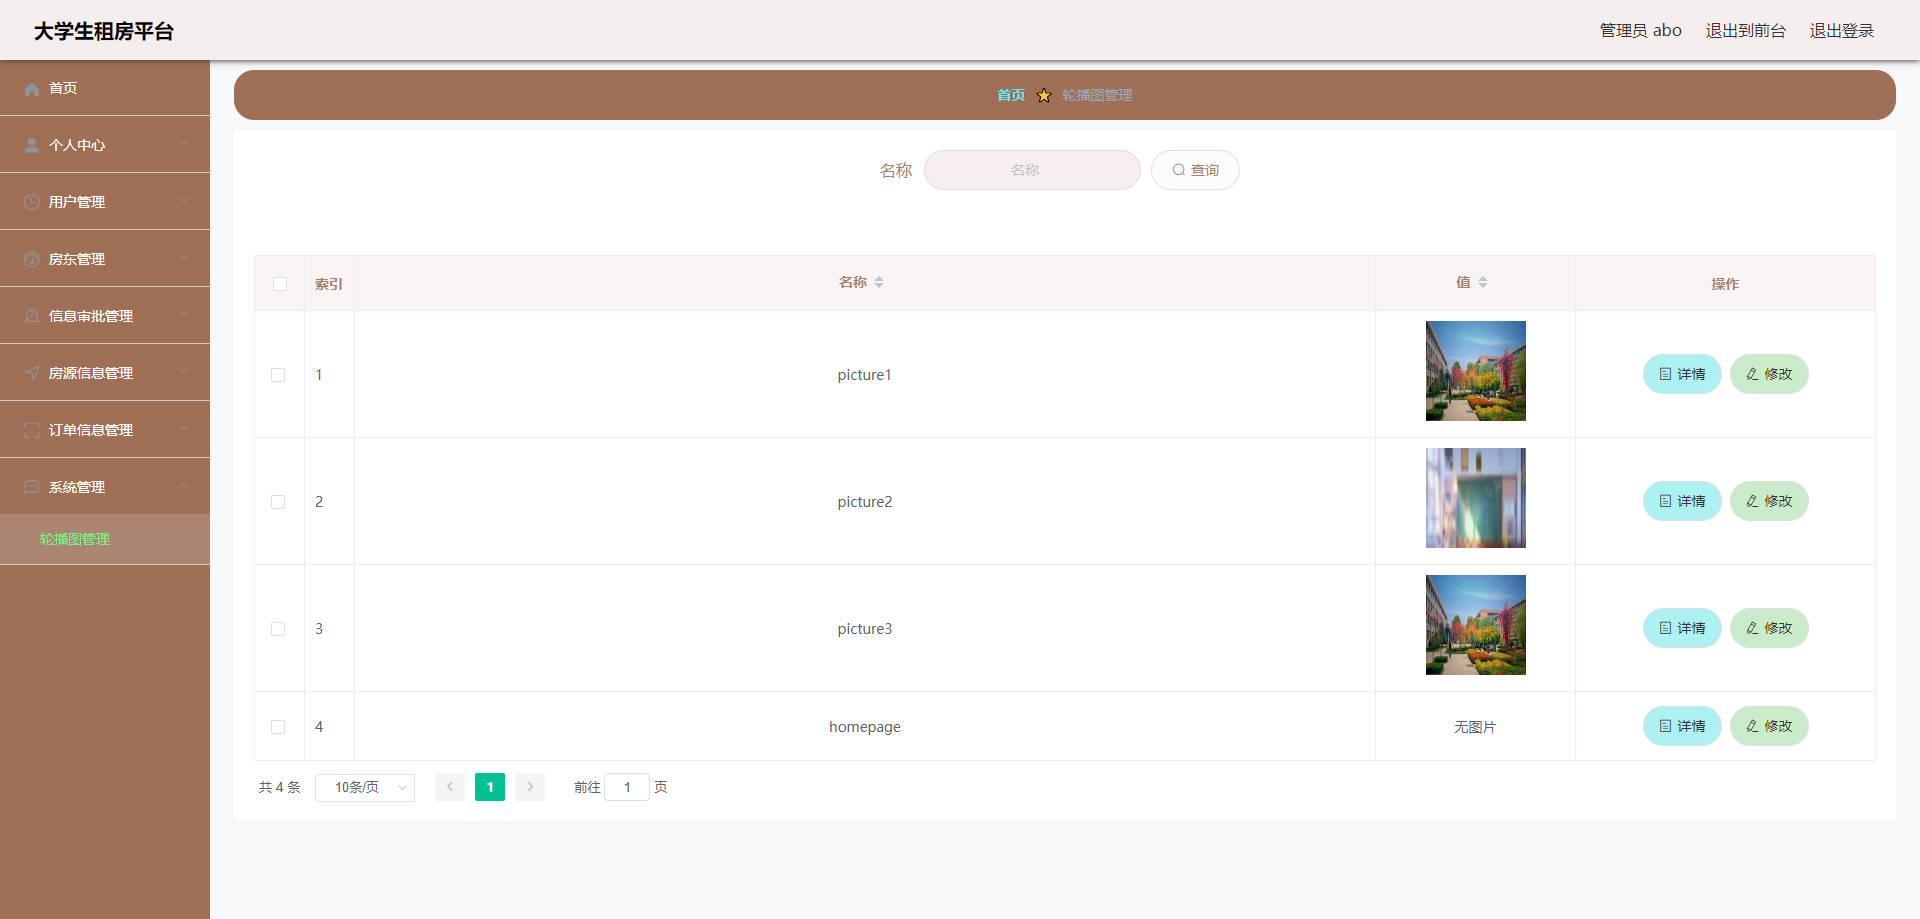 大学生租房平台
管理员 abo 退出到前台 退出登录
首页
个人中心
用户管理
房东管理
信息审批管理
房源信息管理
订单信息管理
系统管理
轮播图管理
首页 轮播图管理
名称 名称 查询
索引 名称 值 操作
1 picture1 详情 修改
2 picture2 详情 修改
3 picture3 详情 修改
4 homepage 无图片 详情 修改
共 4 条 10条/页 1 前往 1 页